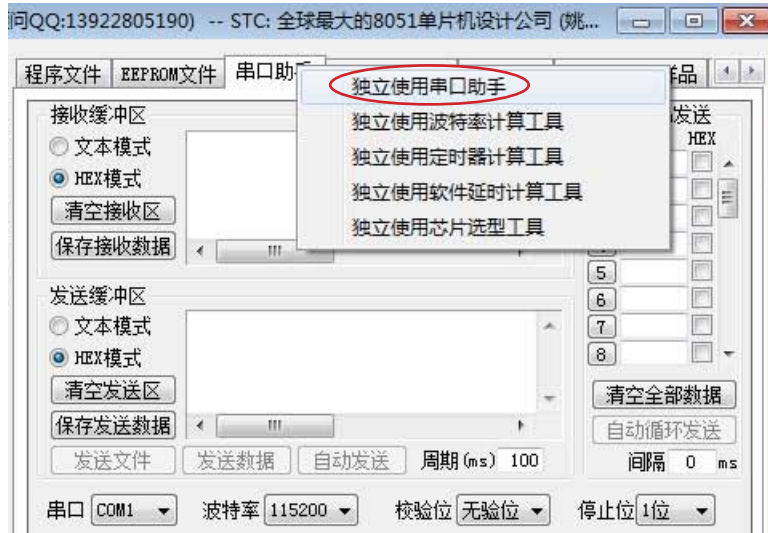 问QQ:13922805190) -- STC: 全球最大的8051单片机设计公司 (姚...
程序文件 EEPROM文件 串口助 样品
独立使用串口助手
独立使用波特率计算工具
独立使用定时器计算工具
独立使用软件延时计算工具
独立使用芯片选型工具
接收缓冲区
文本模式
HEX模式
清空接收区
保存接收数据
发送
HEX
5
6
7
8
发送缓冲区
文本模式
HEX模式
清空发送区
保存发送数据
清空全部数据
自动循环发送
间隔 0 ms
发送文件 发送数据 自动发送 周期(ms) 100
串口 COM1 波特率 115200 校验位 无验位 停止位 1位